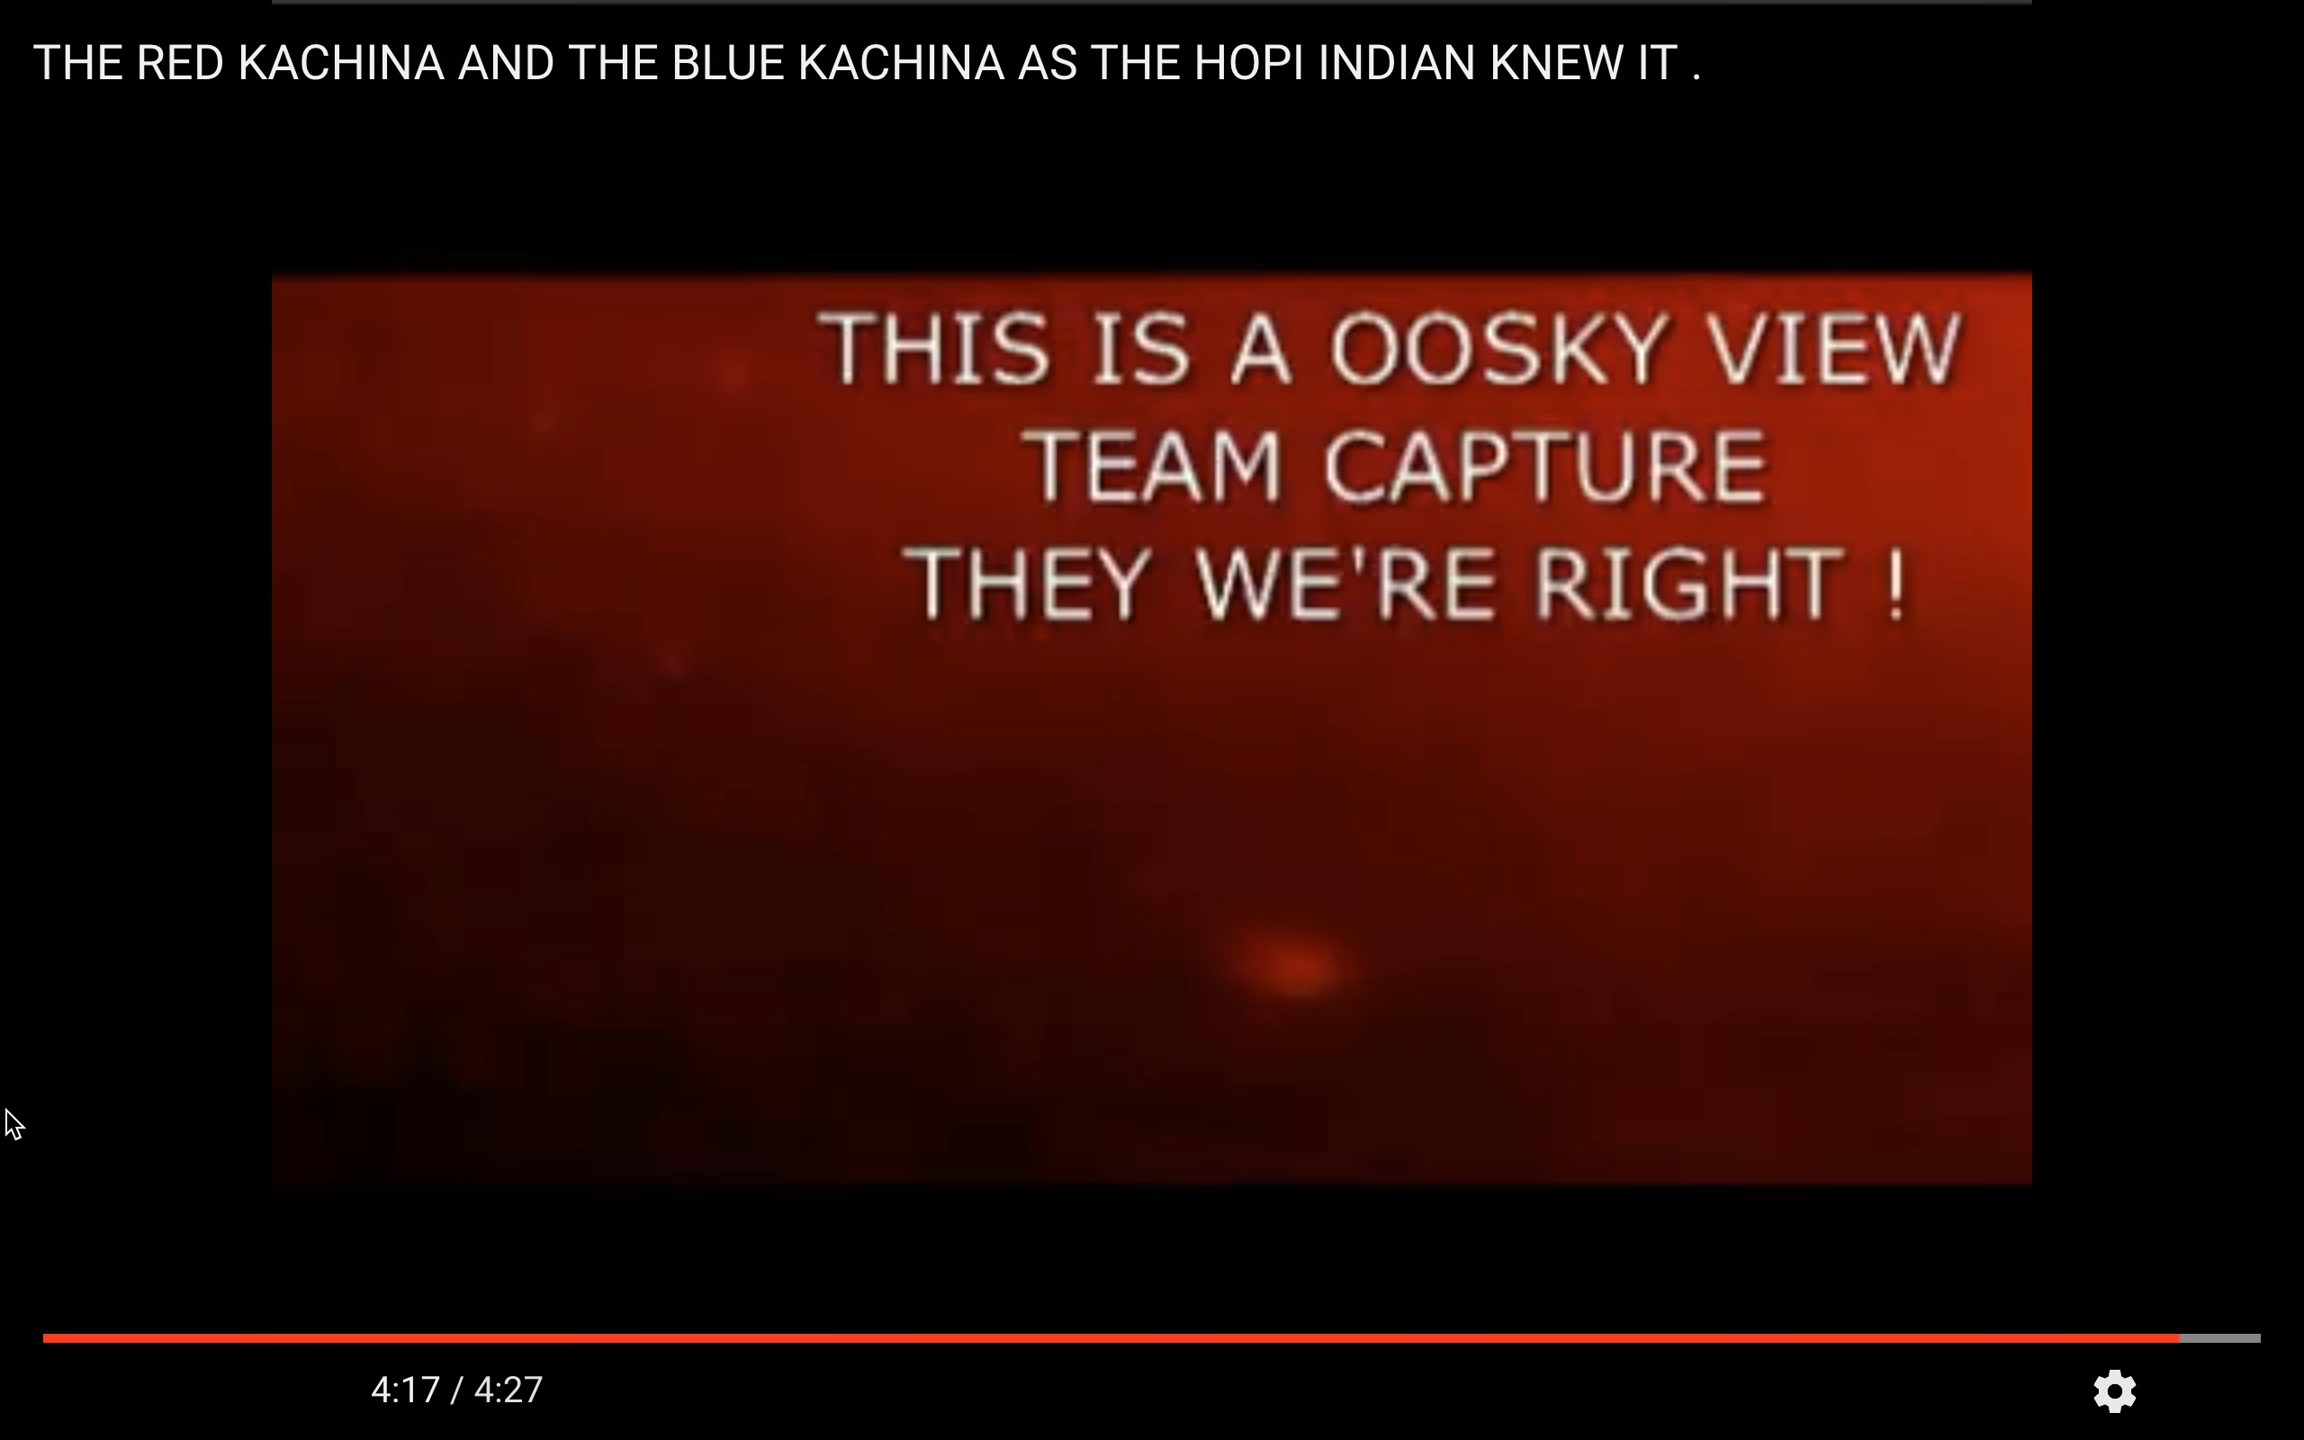 THE RED KACHINA AND THE BLUE KACHINA AS THE HOPI INDIAN KNEW IT .
THIS IS A OOSKY VIEW
TEAM CAPTURE
THEY WE'RE RIGHT !
4:17 / 4:27